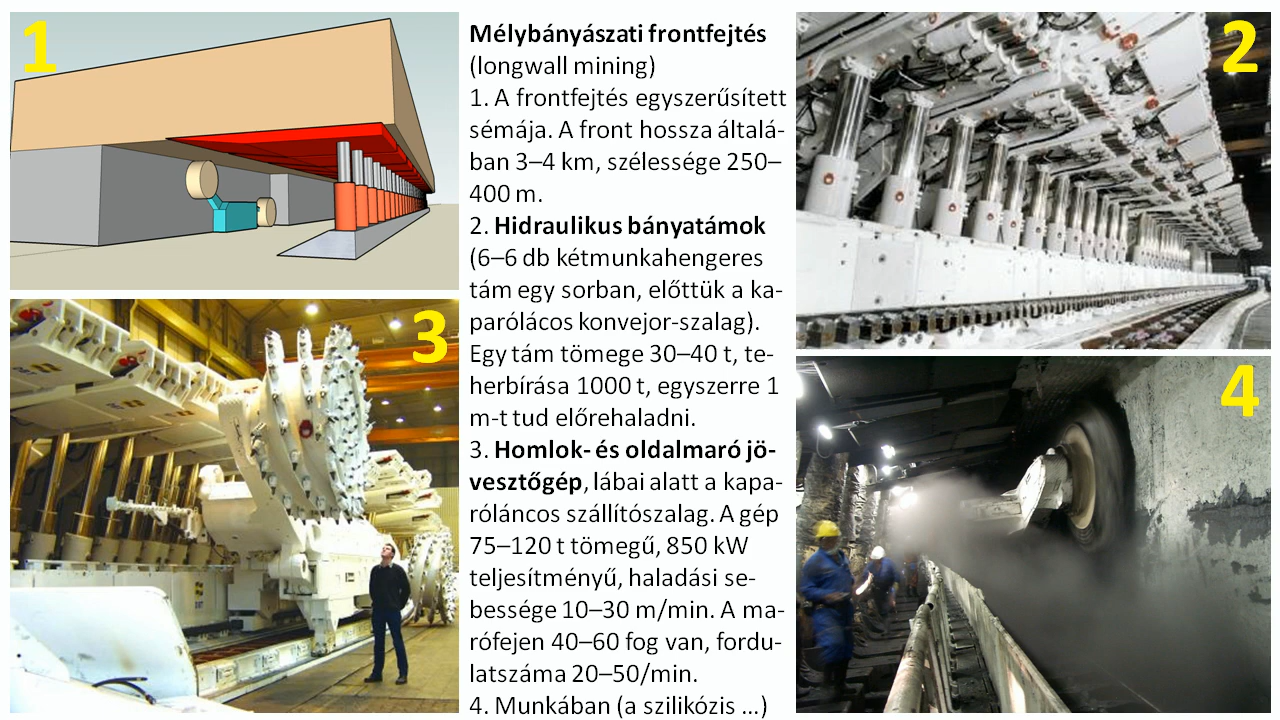 1
2
3
4
Mélybányászati frontfejtés
(longwall mining)
1. A frontfejtés egyszerűsített
sémája. A front hossza általá-
ban 3–4 km, szélessége 250–
400 m.
2. Hidraulikus bányatámok
(6–6 db kétmunkahengeres
tám egy sorban, előttük a ka-
parólácos konvejor-szalag).
Egy tám tömege 30–40 t, te-
herbírása 1000 t, egyszerre 1
m-t tud előrehaladni.
3. Homlok- és oldalmaró jö-
vesztőgép, lábai alatt a kapa-
róláncos szállítószalag. A gép
75–120 t tömegű, 850 kW
teljesítményű, haladási se-
bessége 10–30 m/min. A ma-
rófejen 40–60 fog van, fordu-
latszáma 20–50/min.
4. Munkában (a szilikózis ...)